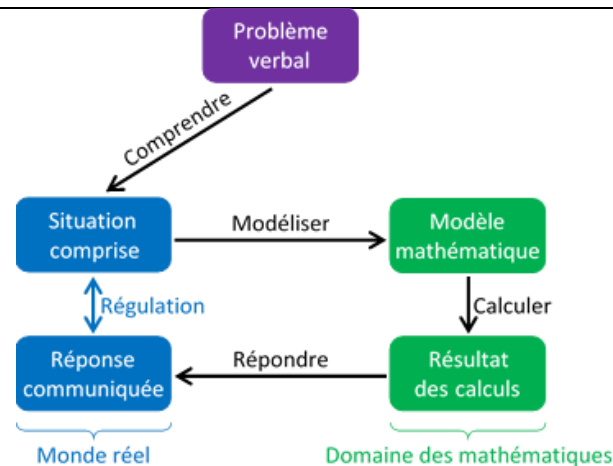 Problème
verbal
Comprendre
Situation
comprise
Modéliser
Modèle
mathématique
Régulation
Calculer
Réponse
communiquée
Répondre
Résultat
des calculs
Monde réel
Domaine des mathématiques